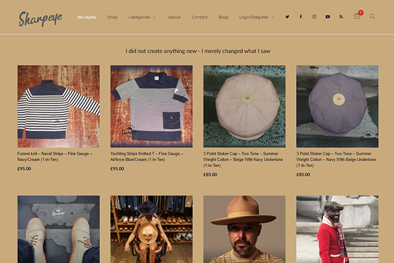 Sharpeye
My Styles
Shop
Categories
About
Contact
Blog
Login/Register
I did not create anything new - I merely changed what I saw
Funnel knit – Naval Stripe – Fine Gauge –
Navy/Cream (1-in-Ten)
£95.00
Yachting Stripe Knitted T – Fine Gauge –
Airforce Blue/Cream (1-in-Ten)
£95.00
3 Point Stoker Cap – Two Tone – Summer
Weight Cotton – Beige With Navy Undertone
(1-in-Ten)
£85.00
3 Point Stoker Cap – Two Tone – Summer
Weight Cotton – Navy With Beige Undertone
(1-in-Ten)
£85.00